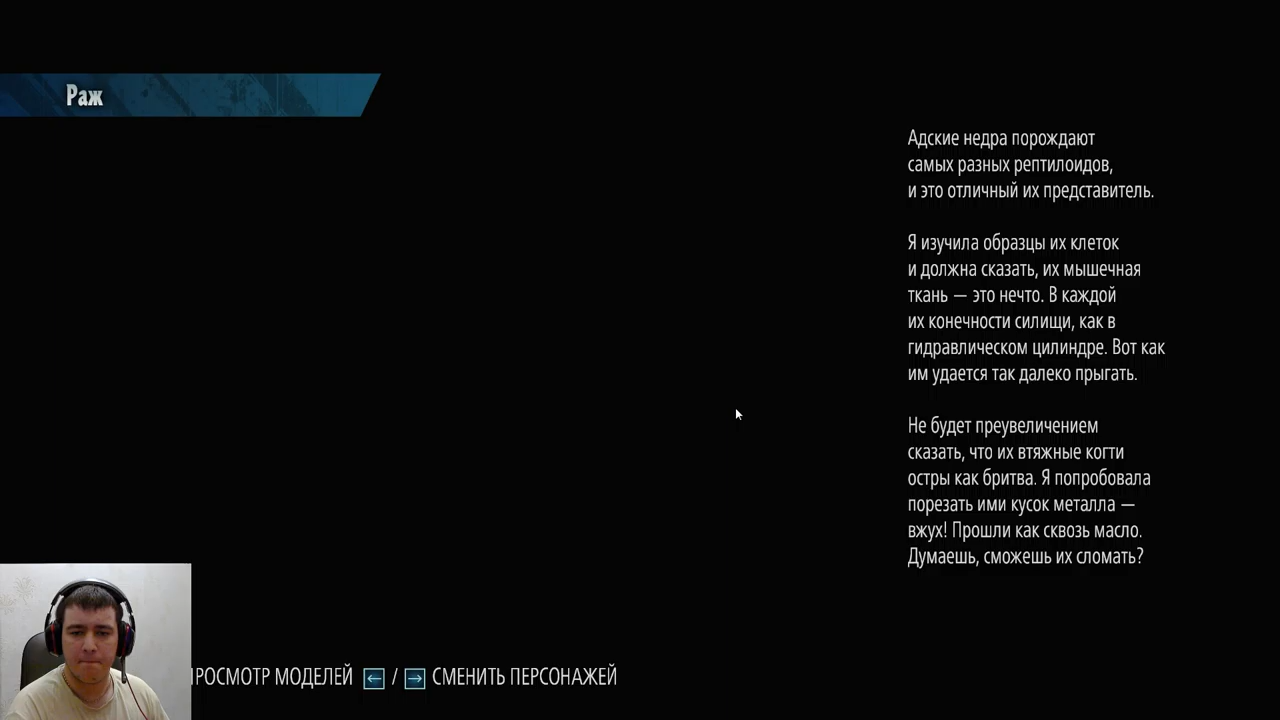 Раж
Адские недра порождают
самых разных рептилоидов,
и это отличный их представитель.
Я изучила образцы их клеток
и должна сказать, их мышечная
ткань — это нечто. В каждой
их конечности силищи, как в
гидравлическом цилиндре. Вот как
им удается так далеко прыгать.
Не будет преувеличением
сказать, что их втяжные когти
остры как бритва. Я попробовала
порезать ими кусок металла —
вжух! Прошли как сквозь масло.
Думаешь, сможешь их сломать?
РОСМОТР МОДЕЛЕЙ ← / → СМЕНИТЬ ПЕРСОНАЖЕЙ